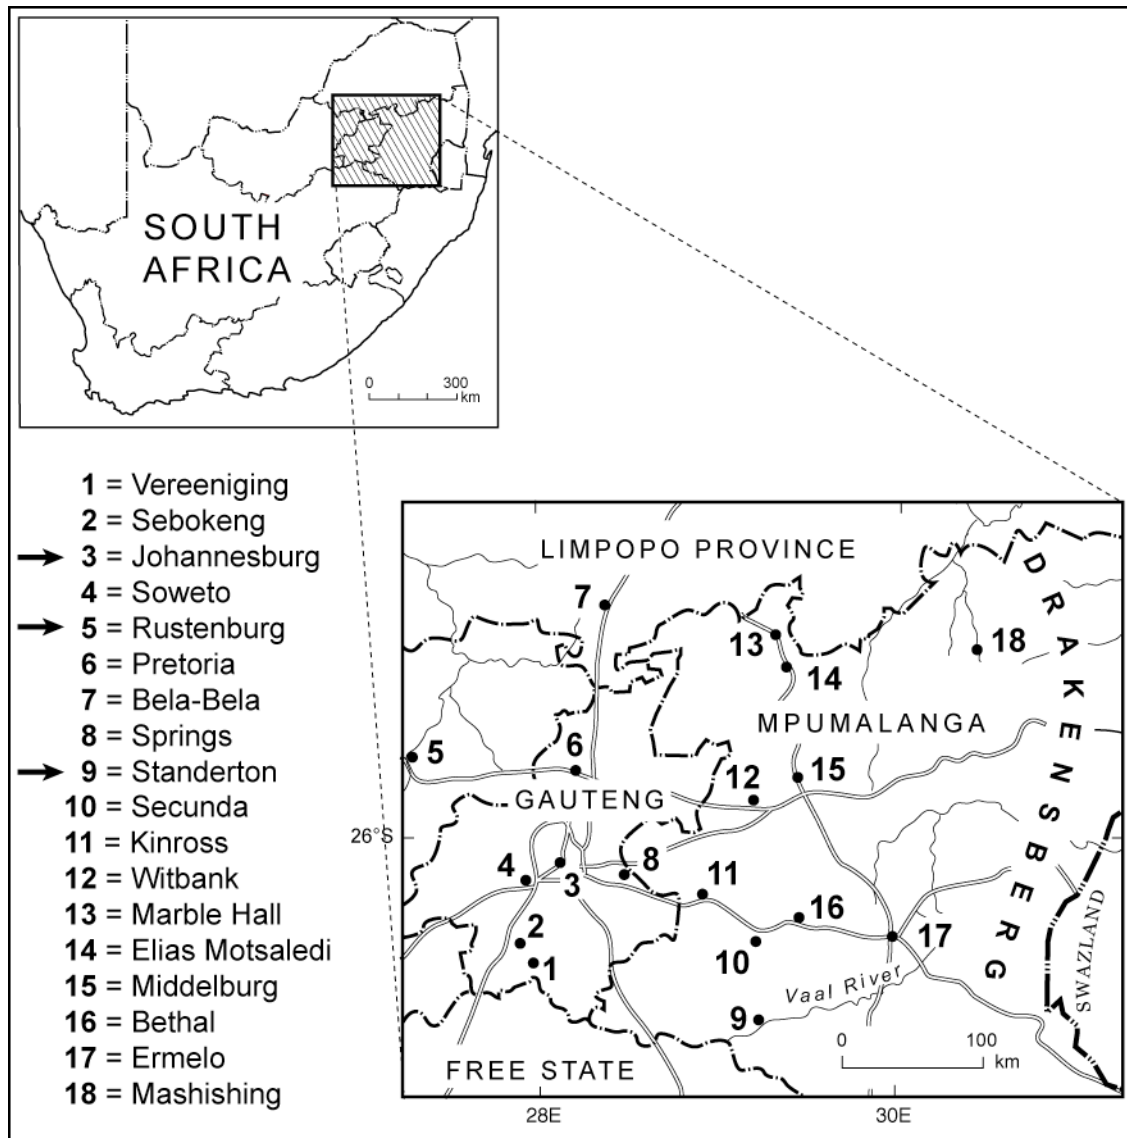 SOUTH
AFRICA
0 300
km
1 = Vereeniging
2 = Sebokeng
3 = Johannesburg
4 = Soweto
5 = Rustenburg
6 = Pretoria
7 = Bela-Bela
8 = Springs
9 = Standerton
10 = Secunda
11 = Kinross
12 = Witbank
13 = Marble Hall
14 = Elias Motsaledi
15 = Middelburg
16 = Bethal
17 = Ermelo
18 = Mashishing
LIMPOPO PROVINCE
7
13
14
18
DRAKENSBERG
MPUMALANGA
5
6
12
15
GAUTENG
26°S
4
3
8
11
16
2
1
10
17
SWAZLAND
Vaal River
9
0 100
km
FREE STATE
28E
30E